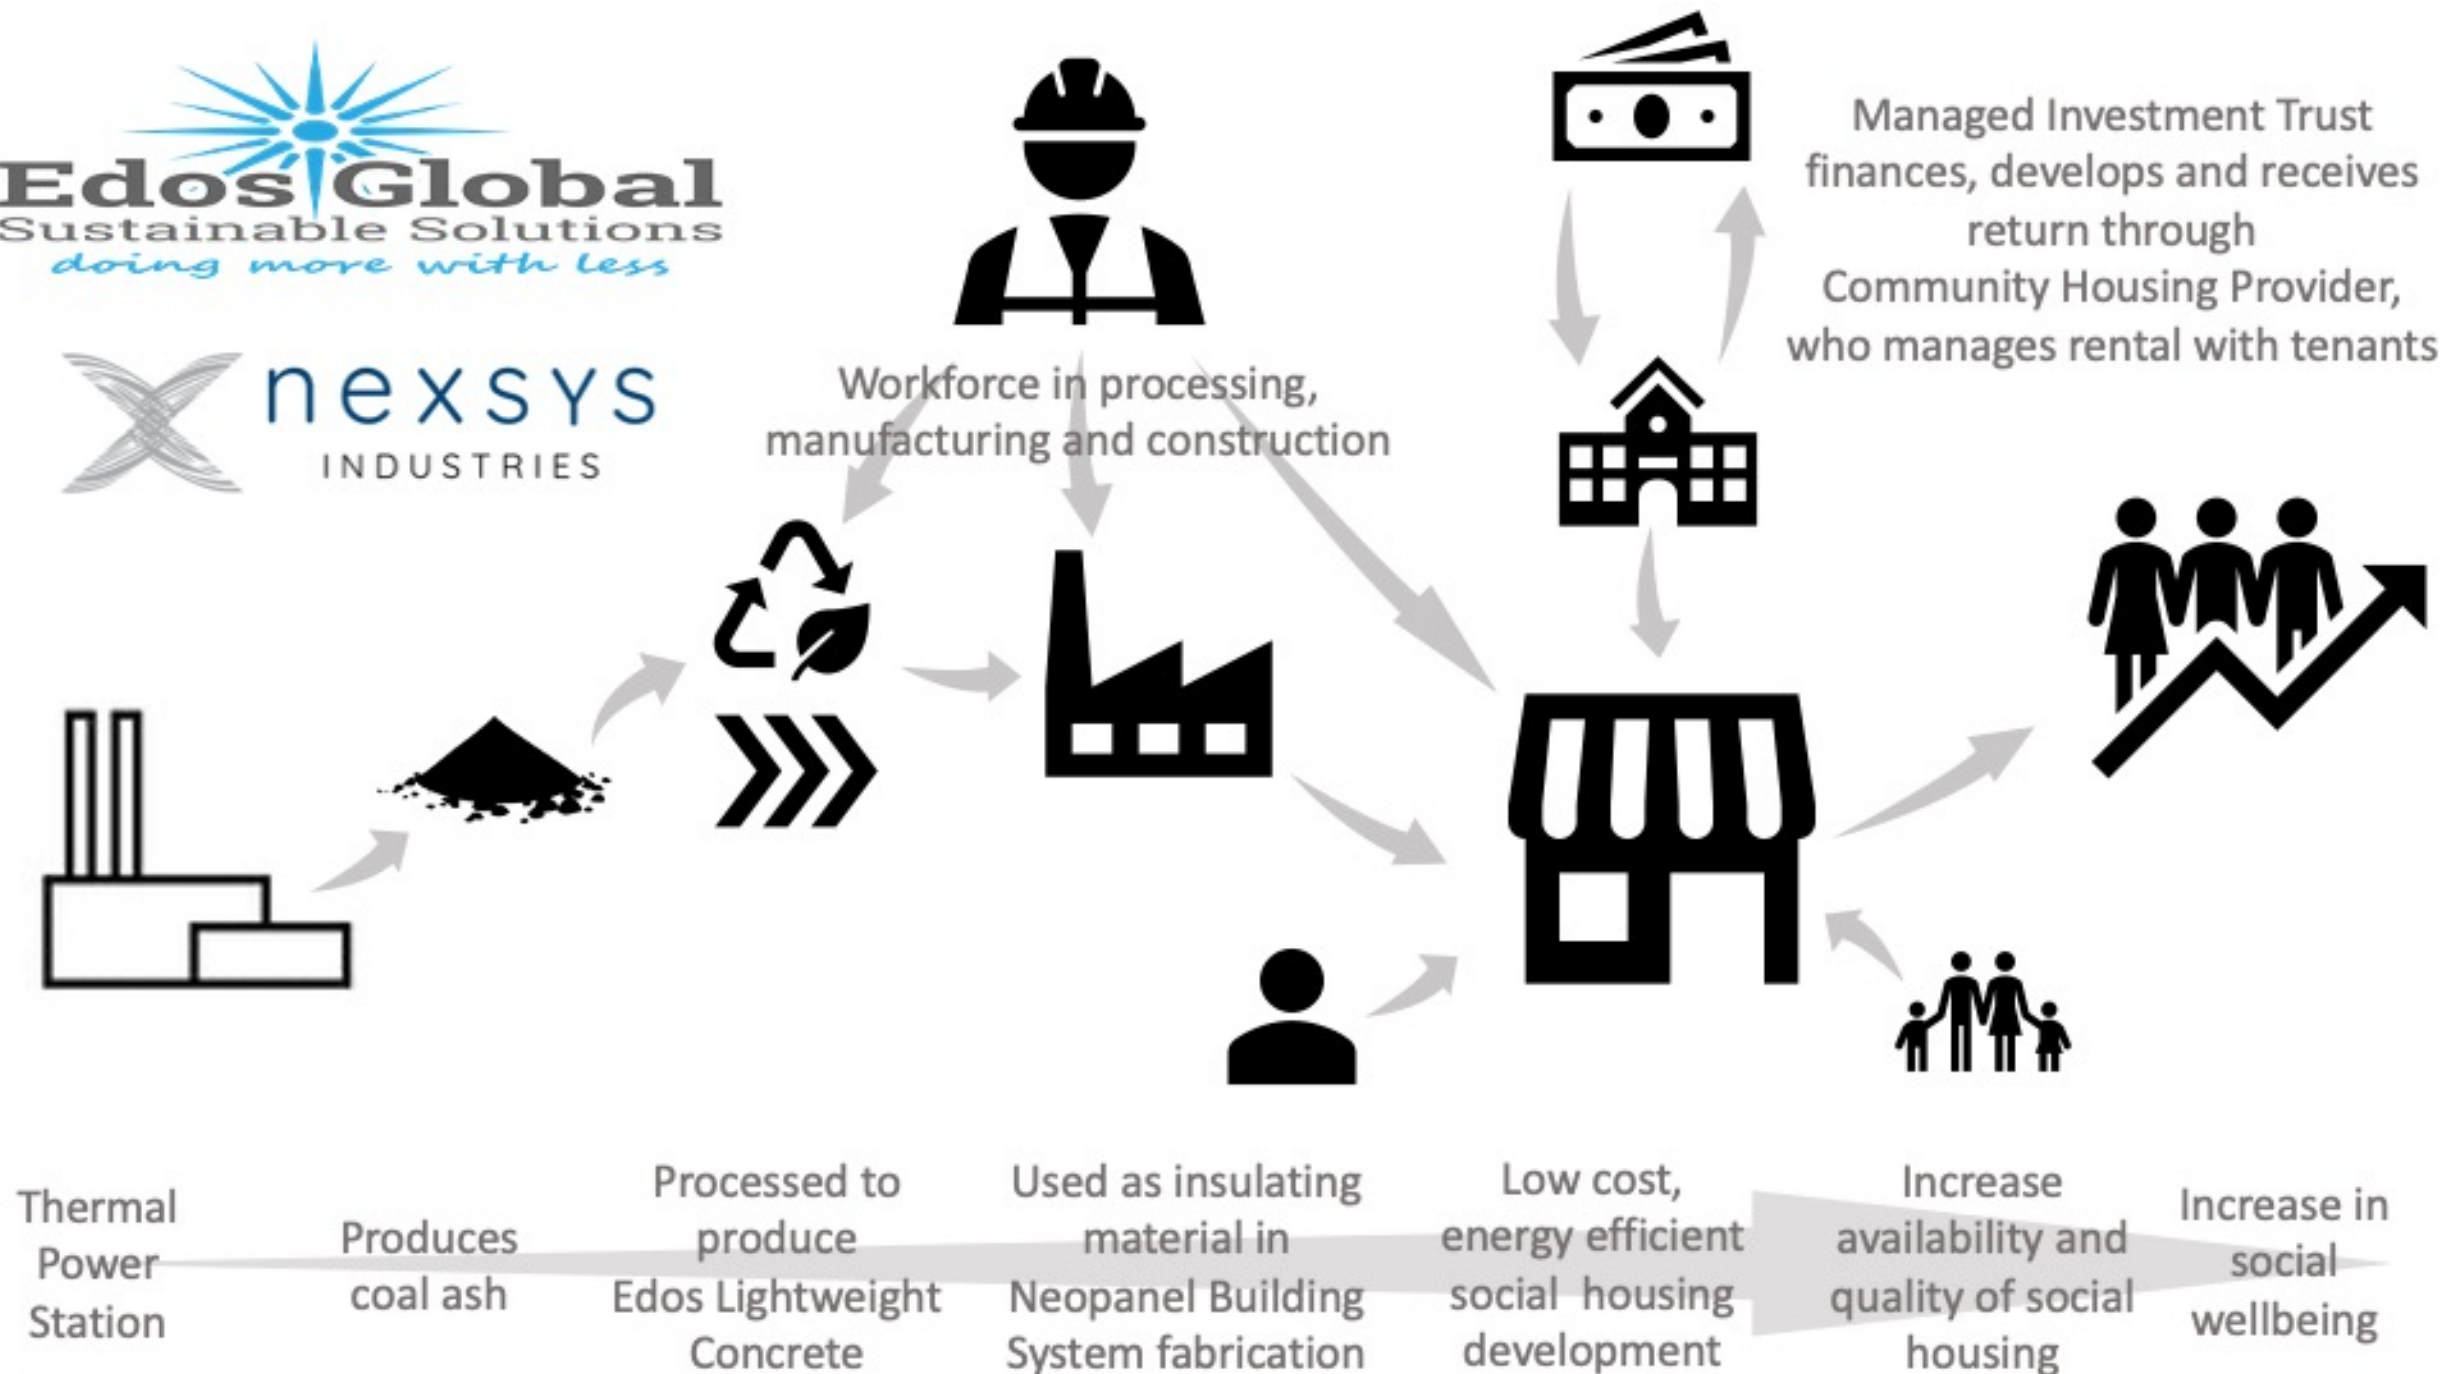 Edos Global
Sustainable Solutions
doing more with less
nexsys
INDUSTRIES
Workforce in processing,
manufacturing and construction
Managed Investment Trust
finances, develops and receives
return through
Community Housing Provider,
who manages rental with tenants
Thermal
Power
Station
Produces
coal ash
Processed to
produce
Edos Lightweight
Concrete
Used as insulating
material in
Neopanel Building
System fabrication
Low cost,
energy efficient
social housing
development
Increase
availability and
quality of social
housing
Increase in
social
wellbeing